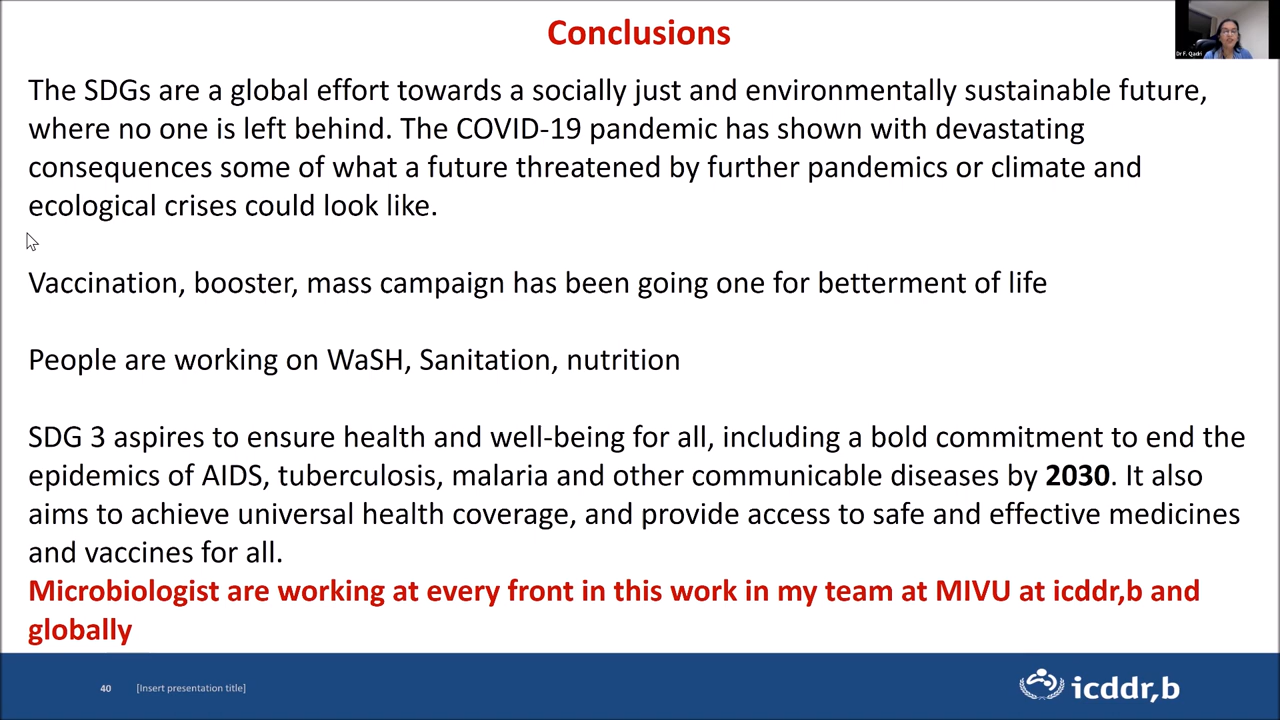 Conclusions
Dr F. Qadri
The SDGs are a global effort towards a socially just and environmentally sustainable future,
where no one is left behind. The COVID-19 pandemic has shown with devastating
consequences some of what a future threatened by further pandemics or climate and
ecological crises could look like.
Vaccination, booster, mass campaign has been going one for betterment of life
People are working on WaSH, Sanitation, nutrition
SDG 3 aspires to ensure health and well-being for all, including a bold commitment to end the
epidemics of AIDS, tuberculosis, malaria and other communicable diseases by 2030. It also
aims to achieve universal health coverage, and provide access to safe and effective medicines
and vaccines for all.
Microbiologist are working at every front in this work in my team at MIVU at icddr,b and
globally
40 [Insert presentation title]
icddr,b